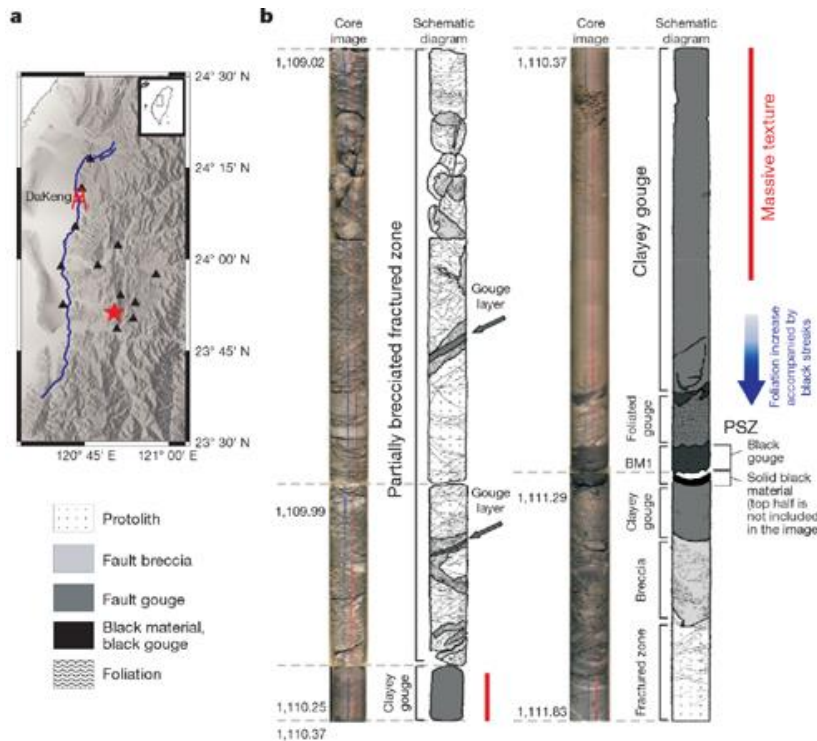 a
24° 30' N
24° 15' N
DaKeng
24° 00' N
23° 45' N
23° 30' N
120° 45' E
121° 00' E
Protolith
Fault breccia
Fault gouge
Black material,
black gouge
Foliation
b
Core
image
Schematic
diagram
1,109.02
Partially brecciated fractured zone
Gouge
layer
1,109.99
Gouge
layer
Clayey
gouge
1,110.25
1,110.37
Core
image
Schematic
diagram
1,110.37
Clayey gouge
Massive texture
Foliation increase
accompanied by
black streaks
Foliated
gouge
PSZ
BM1
Black
gouge
1,111.29
Solid black
material
(top half is
not included
in the image
Clayey
gouge
Breccia
Fractured zone
1,111.63